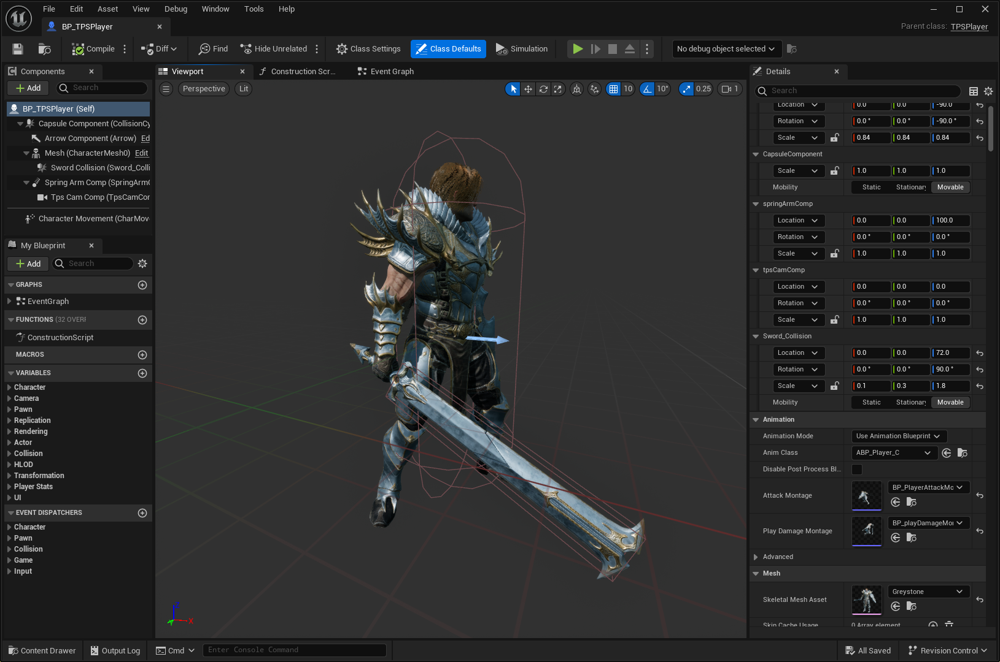 File Edit Asset View Debug Window Tools Help
BP_TPSPlayer
Parent class: TPSPlayer
Compile Diff Find Hide Unrelated Class Settings Class Defaults Simulation No debug object selected
Components
Add Search
BP_TPSPlayer (Self)
Capsule Component (CollisionCy
Arrow Component (Arrow) Ed
Mesh (CharacterMesh0) Edit
Sword Collision (Sword_Colli
Spring Arm Comp (SpringArm
Tps Cam Comp (TpsCamCor
Character Movement (CharMov
My Blueprint
Add Search
GRAPHS
EventGraph
FUNCTIONS (32 OVERR
ConstructionScript
MACROS
VARIABLES
Character
Camera
Pawn
Replication
Rendering
Actor
Collision
HLOD
Transformation
Player Stats
UI
EVENT DISPATCHERS
Character
Pawn
Collision
Game
Input
Viewport Construction Scr... Event Graph
Perspective Lit 10 10° 0.25 1
Z
X
Details
Search
Location 0.0 0.0 -90.0
Rotation 0.0 ° 0.0 ° -90.0 °
Scale 0.84 0.84 0.84
CapsuleComponent
Scale 1.0 1.0 1.0
Mobility Static Stationary Movable
springArmComp
Location 0.0 0.0 100.0
Rotation 0.0 ° 0.0 ° 0.0 °
Scale 1.0 1.0 1.0
tpsCamComp
Location 0.0 0.0 0.0
Rotation 0.0 ° 0.0 ° 0.0 °
Scale 1.0 1.0 1.0
Sword_Collision
Location 0.0 0.0 72.0
Rotation 0.0 ° 0.0 ° 90.0 °
Scale 0.1 0.3 1.8
Mobility Static Stationary Movable
Animation
Animation Mode Use Animation Blueprint
Anim Class ABP_Player_C
Disable Post Process Bl...
Attack Montage BP_PlayerAttackMo
Play Damage Montage BP_playDamageMon
Advanced
Mesh
Skeletal Mesh Asset Greystone
Skin Cache Usage 0 Array element
Content Drawer Output Log Cmd Enter Console Command All Saved Revision Control